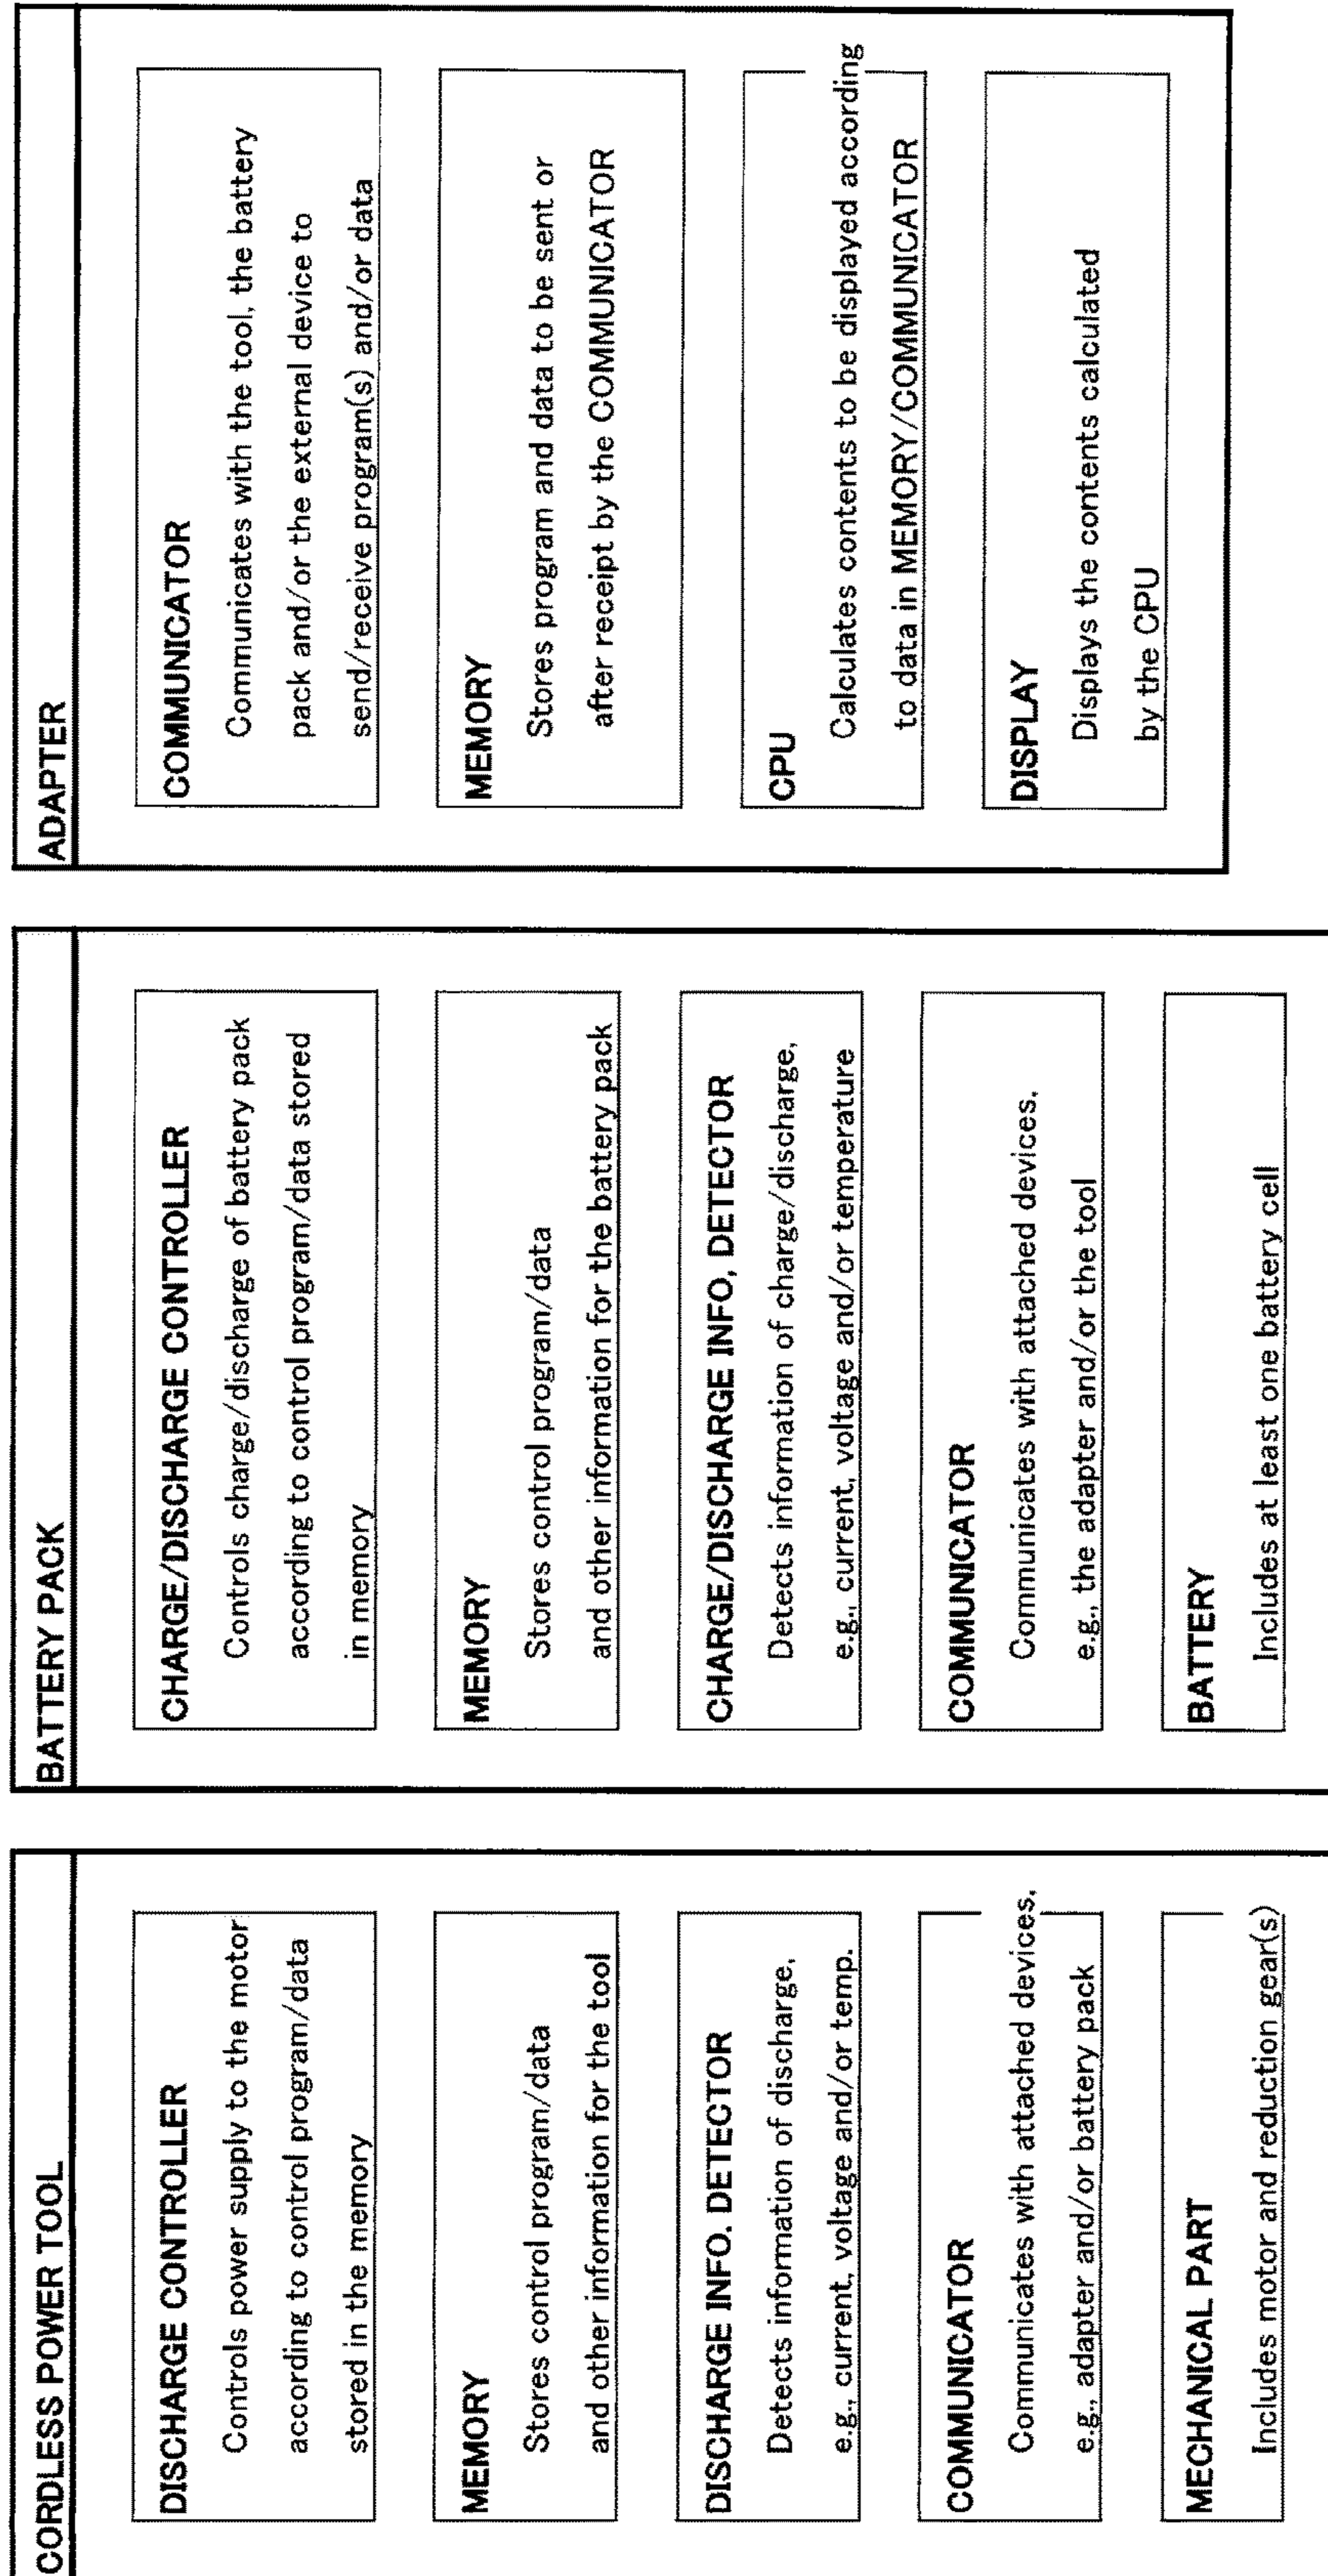 CORDLESS POWER TOOL
DISCHARGE CONTROLLER
Controls power supply to the motor
according to control program/data
stored in the memory
MEMORY
Stores control program/data
and other information for the tool
DISCHARGE INFO. DETECTOR
Detects information of discharge,
e.g., current, voltage and/or temp.
COMMUNICATOR
Communicates with attached devices,
e.g., adapter and/or battery pack
MECHANICAL PART
Includes motor and reduction gear(s)
BATTERY PACK
CHARGE/DISCHARGE CONTROLLER
Controls charge/discharge of battery pack
according to control program/data stored
in memory
MEMORY
Stores control program/data
and other information for the battery pack
CHARGE/DISCHARGE INFO, DETECTOR
Detects information of charge/discharge,
e.g., current, voltage and/or temperature
COMMUNICATOR
Communicates with attached devices,
e.g., the adapter and/or the tool
BATTERY
Includes at least one battery cell
ADAPTER
COMMUNICATOR
Communicates with the tool, the battery
pack and/or the external device to
send/receive program(s) and/or data
MEMORY
Stores program and data to be sent or
after receipt by the COMMUNICATOR
CPU
Calculates contents to be displayed according
to data in MEMORY/COMMUNICATOR
DISPLAY
Displays the contents calculated
by the CPU